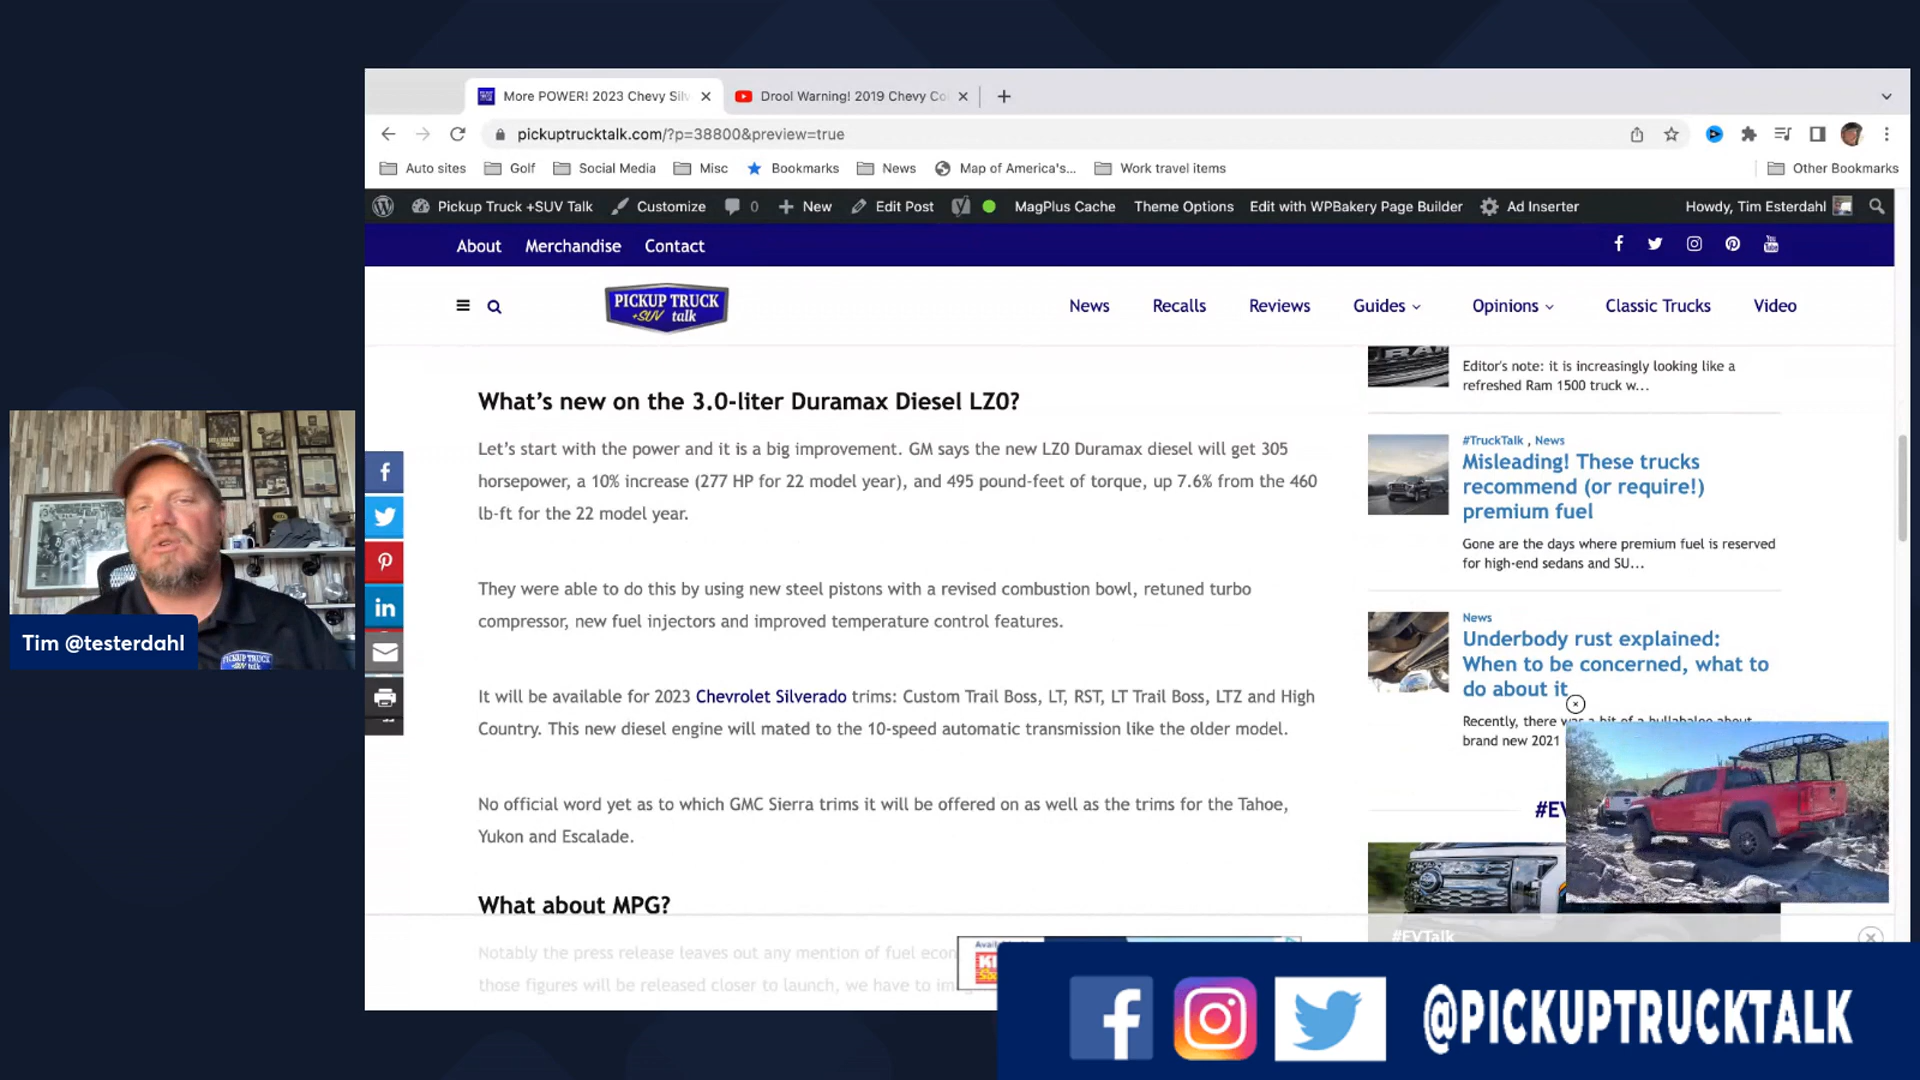 More POWER! 2023 Chevy Silv
Drool Warning! 2019 Chevy Co
pickuptrucktalk.com/?p=38800&preview=true
Auto sites
Golf
Social Media
Misc
Bookmarks
News
Map of America's...
Work travel items
Other Bookmarks
Pickup Truck +SUV Talk
Customize
0
New
Edit Post
MagPlus Cache
Theme Options
Edit with WPBakery Page Builder
Ad Inserter
Howdy, Tim Esterdahl
About
Merchandise
Contact
PICKUP TRUCK
+SUV talk
News
Recalls
Reviews
Guides
Opinions
Classic Trucks
Video
What's new on the 3.0-liter Duramax Diesel LZ0?
Let's start with the power and it is a big improvement. GM says the new LZ0 Duramax diesel will get 305
horsepower, a 10% increase (277 HP for 22 model year), and 495 pound-feet of torque, up 7.6% from the 460
lb-ft for the 22 model year.
They were able to do this by using new steel pistons with a revised combustion bowl, retuned turbo
compressor, new fuel injectors and improved temperature control features.
It will be available for 2023 Chevrolet Silverado trims: Custom Trail Boss, LT, RST, LT Trail Boss, LTZ and High
Country. This new diesel engine will mated to the 10-speed automatic transmission like the older model.
No official word yet as to which GMC Sierra trims it will be offered on as well as the trims for the Tahoe,
Yukon and Escalade.
What about MPG?
Notably the press release leaves out any mention of fuel econ
those figures will be released closer to launch, we have to im
Editor's note: it is increasingly looking like a
refreshed Ram 1500 truck w...
#TruckTalk , News
Misleading! These trucks
recommend (or require!)
premium fuel
Gone are the days where premium fuel is reserved
for high-end sedans and SU...
News
Underbody rust explained:
When to be concerned, what to
do about it
Recently, there was a bit of a hullabaloo about
brand new 2021
#EV
#EVTalk
Tim @testerdahl
PICKUP TRUCK
+SUV talk
@PICKUPTRUCKTALK